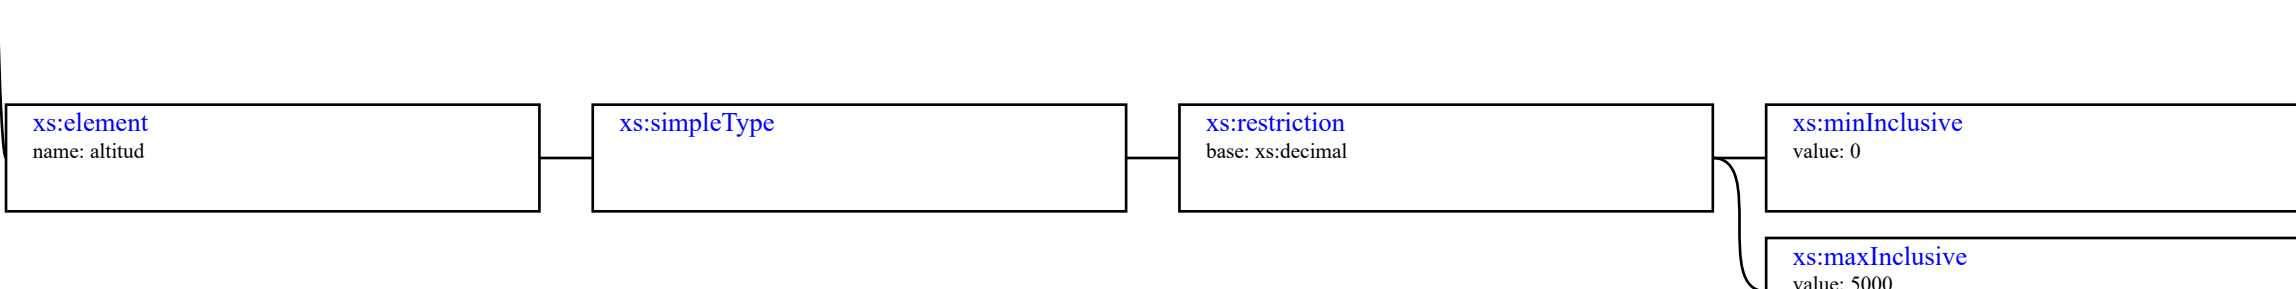 xs:element
name: altitud
xs:simpleType
xs:restriction
base: xs:decimal
xs:minInclusive
value: 0
xs:maxInclusive
value: 5000